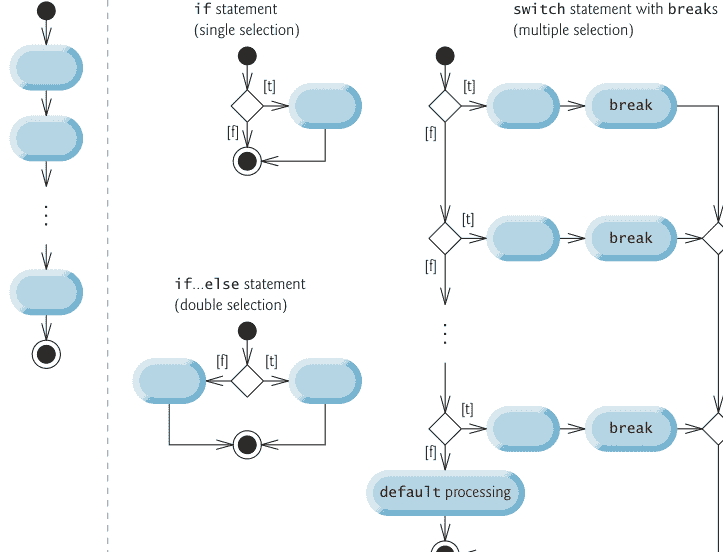 if statement
(single selection)
[t]
[f]
if...else statement
(double selection)
[f]
[t]
switch statement with breaks
(multiple selection)
[t]
break
[f]
[t]
break
[f]
[t]
break
[f]
default processing